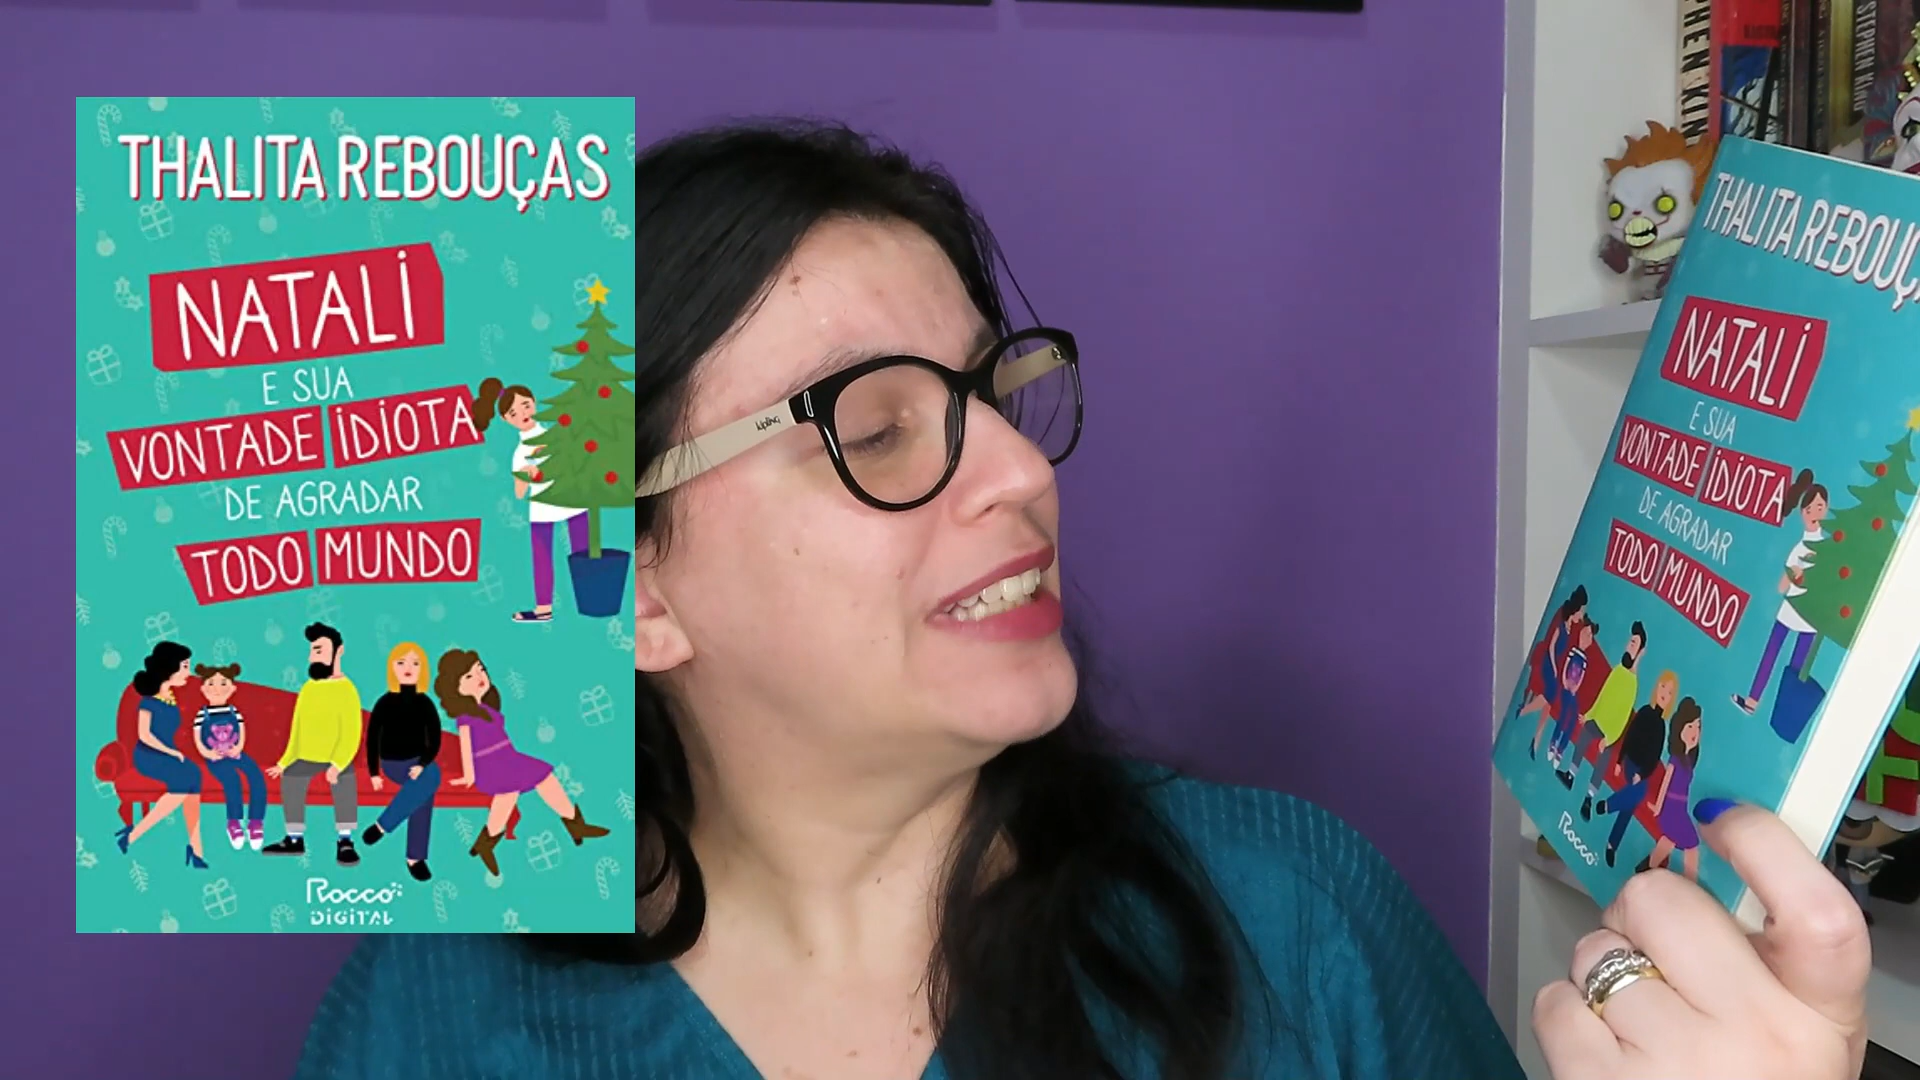 THALITA REBOUÇAS
NATALI
E SUA
VONTADE IDIOTA
DE AGRADAR
TODO MUNDO
Rocco
DIGITAL
kipling
THALITA REBOUÇ
NATALI
E SUA
VONTADE IDIOTA
DE AGRADAR
TODO MUNDO
Rocco
STEPHEN KING